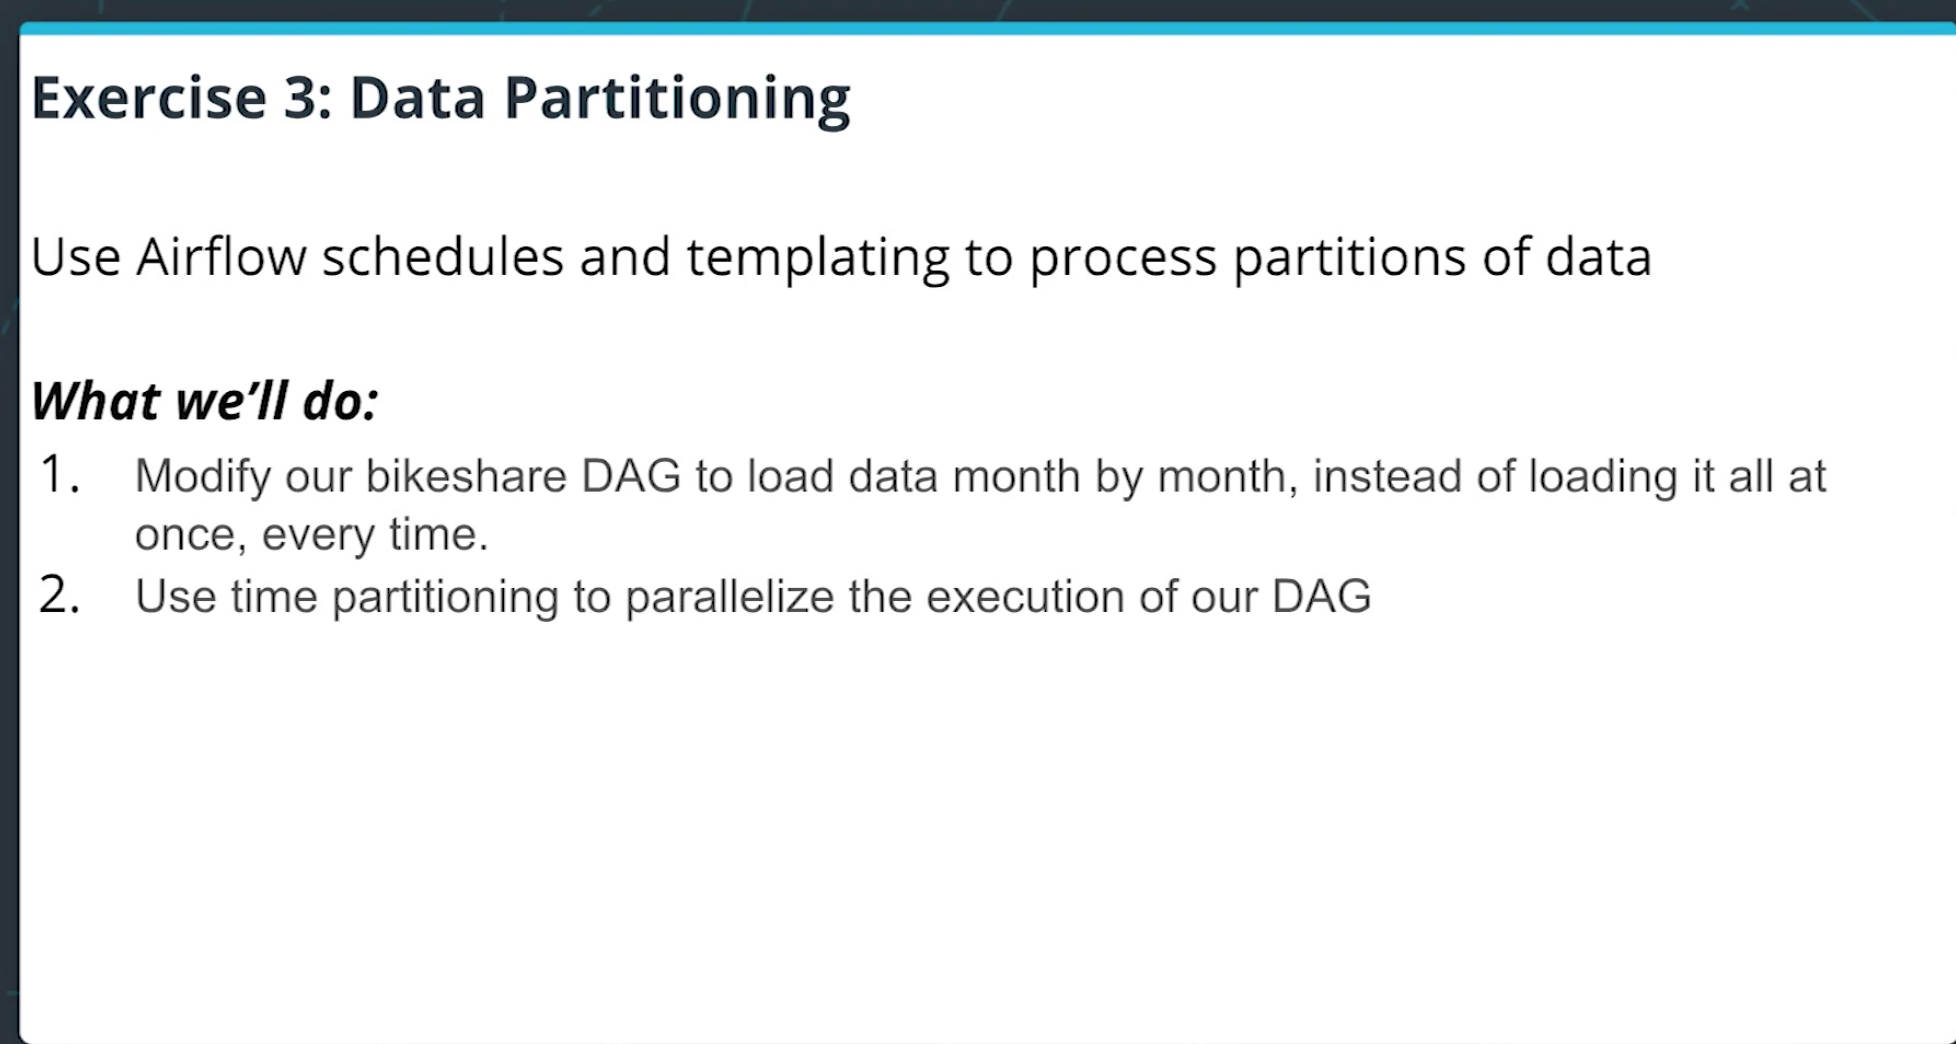 Exercise 3: Data Partitioning
Use Airflow schedules and templating to process partitions of data
What we’ll do:
1. Modify our bikeshare DAG to load data month by month, instead of loading it all at
once, every time.
2. Use time partitioning to parallelize the execution of our DAG